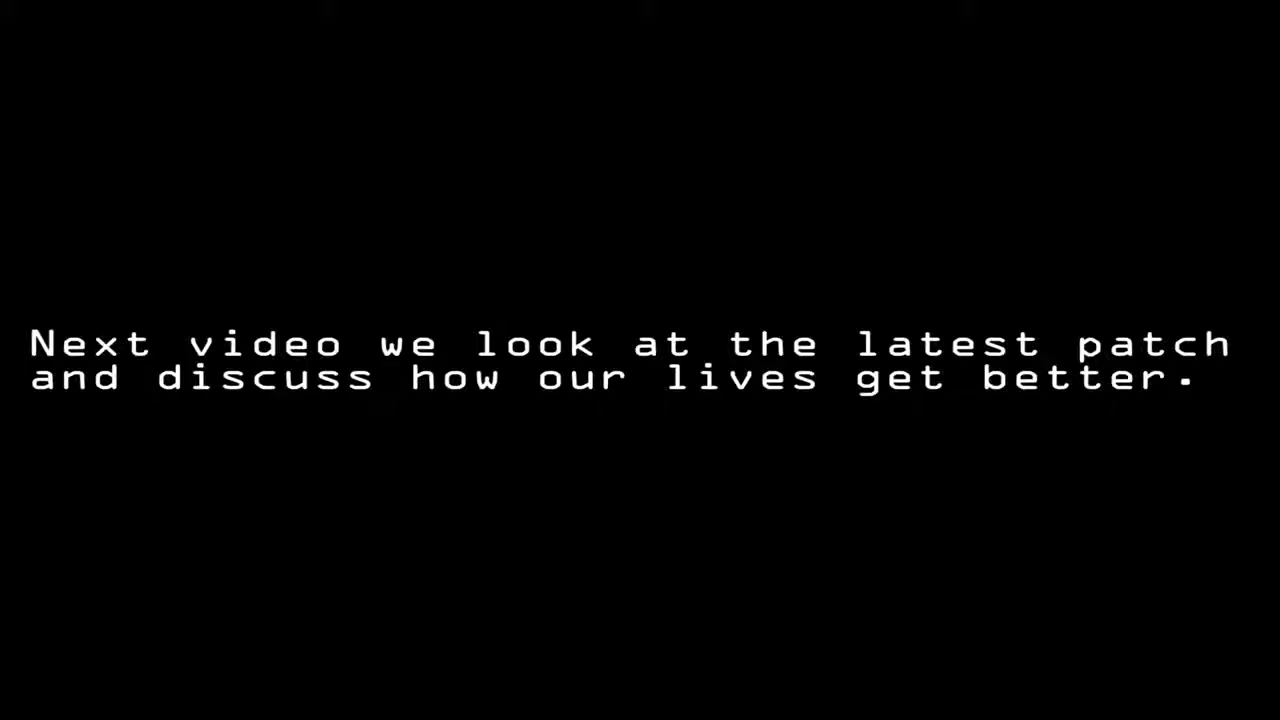 Next video we look at the latest patch
and discuss how our lives get better.